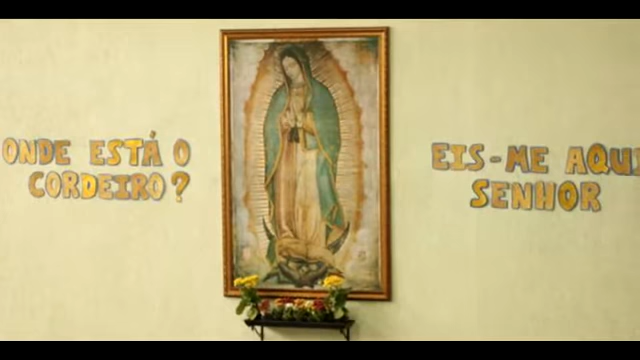 ONDE ESTÁ O
CORDEIRO?
EIS-ME AQUI
SENHOR